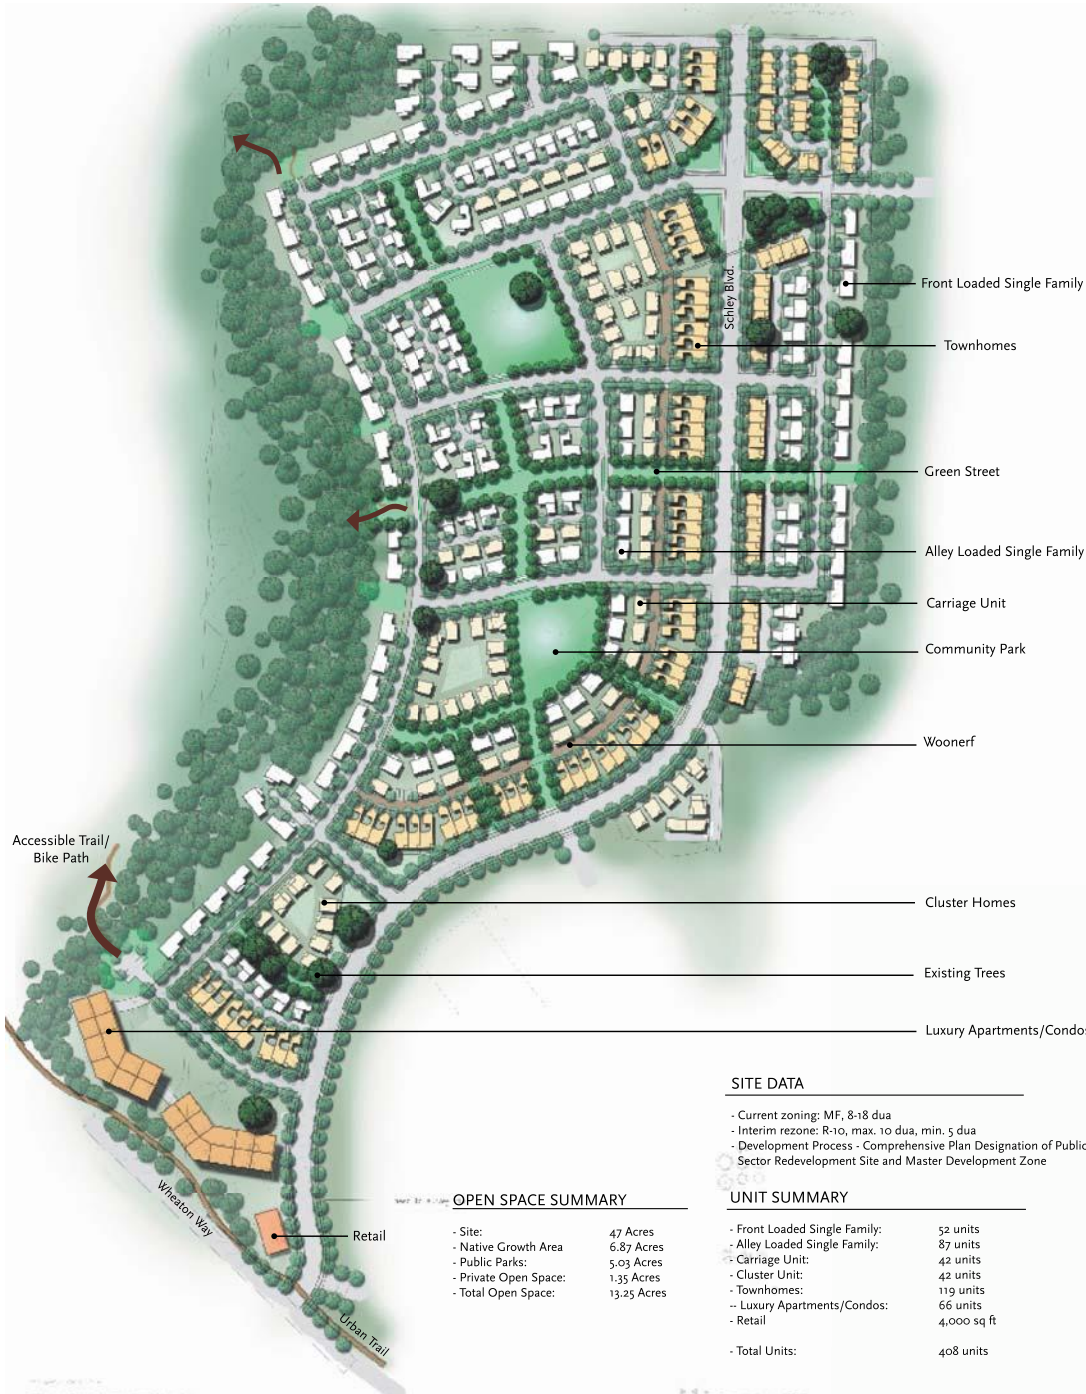 Front Loaded Single Family
Schley Blvd.
Townhomes
Green Street
Alley Loaded Single Family
Carriage Unit
Community Park
Woonerf
Accessible Trail/
Bike Path
Cluster Homes
Existing Trees
Luxury Apartments/Condos
Wheaton Way
Retail
Urban Trail
SITE DATA
- Current zoning: MF, 8-18 dua
- Interim rezone: R-10, max. 10 dua, min. 5 dua
- Development Process - Comprehensive Plan Designation of Public
Sector Redevelopment Site and Master Development Zone
OPEN SPACE SUMMARY
- Site: 47 Acres
- Native Growth Area 6.87 Acres
- Public Parks: 5.03 Acres
- Private Open Space: 1.35 Acres
- Total Open Space: 13.25 Acres
UNIT SUMMARY
- Front Loaded Single Family: 52 units
- Alley Loaded Single Family: 87 units
- Carriage Unit: 42 units
- Cluster Unit: 42 units
- Townhomes: 119 units
-- Luxury Apartments/Condos: 66 units
- Retail 4,000 sq ft
- Total Units: 408 units